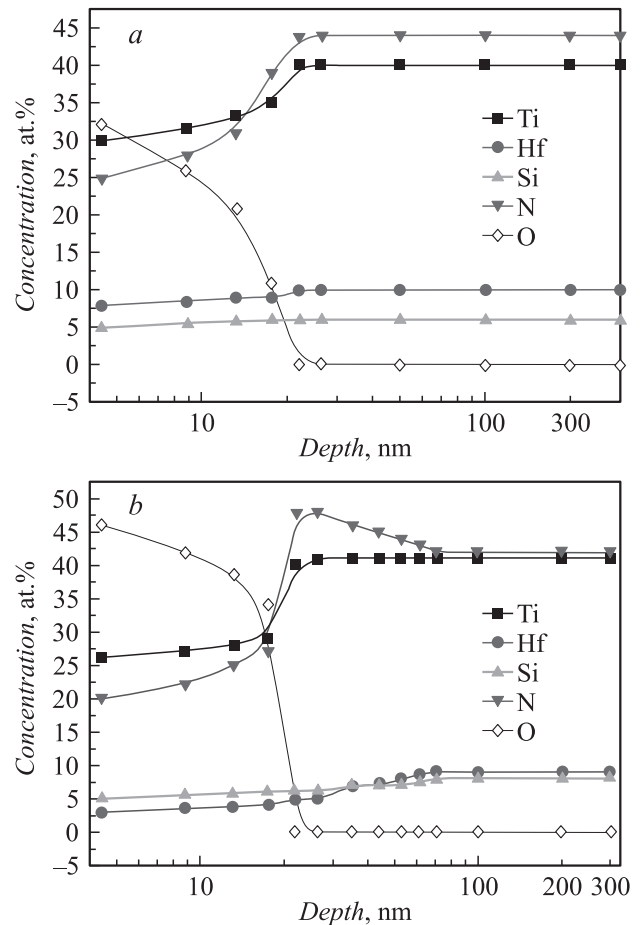 a
45
40
35
30
25
20
15
10
5
0
–5
Concentration, at.%
Ti
Hf
Si
N
O
10
100
300
Depth, nm
b
50
45
40
35
30
25
20
15
10
5
0
–5
Concentration, at.%
Ti
Hf
Si
N
O
10
100
200 300
Depth, nm